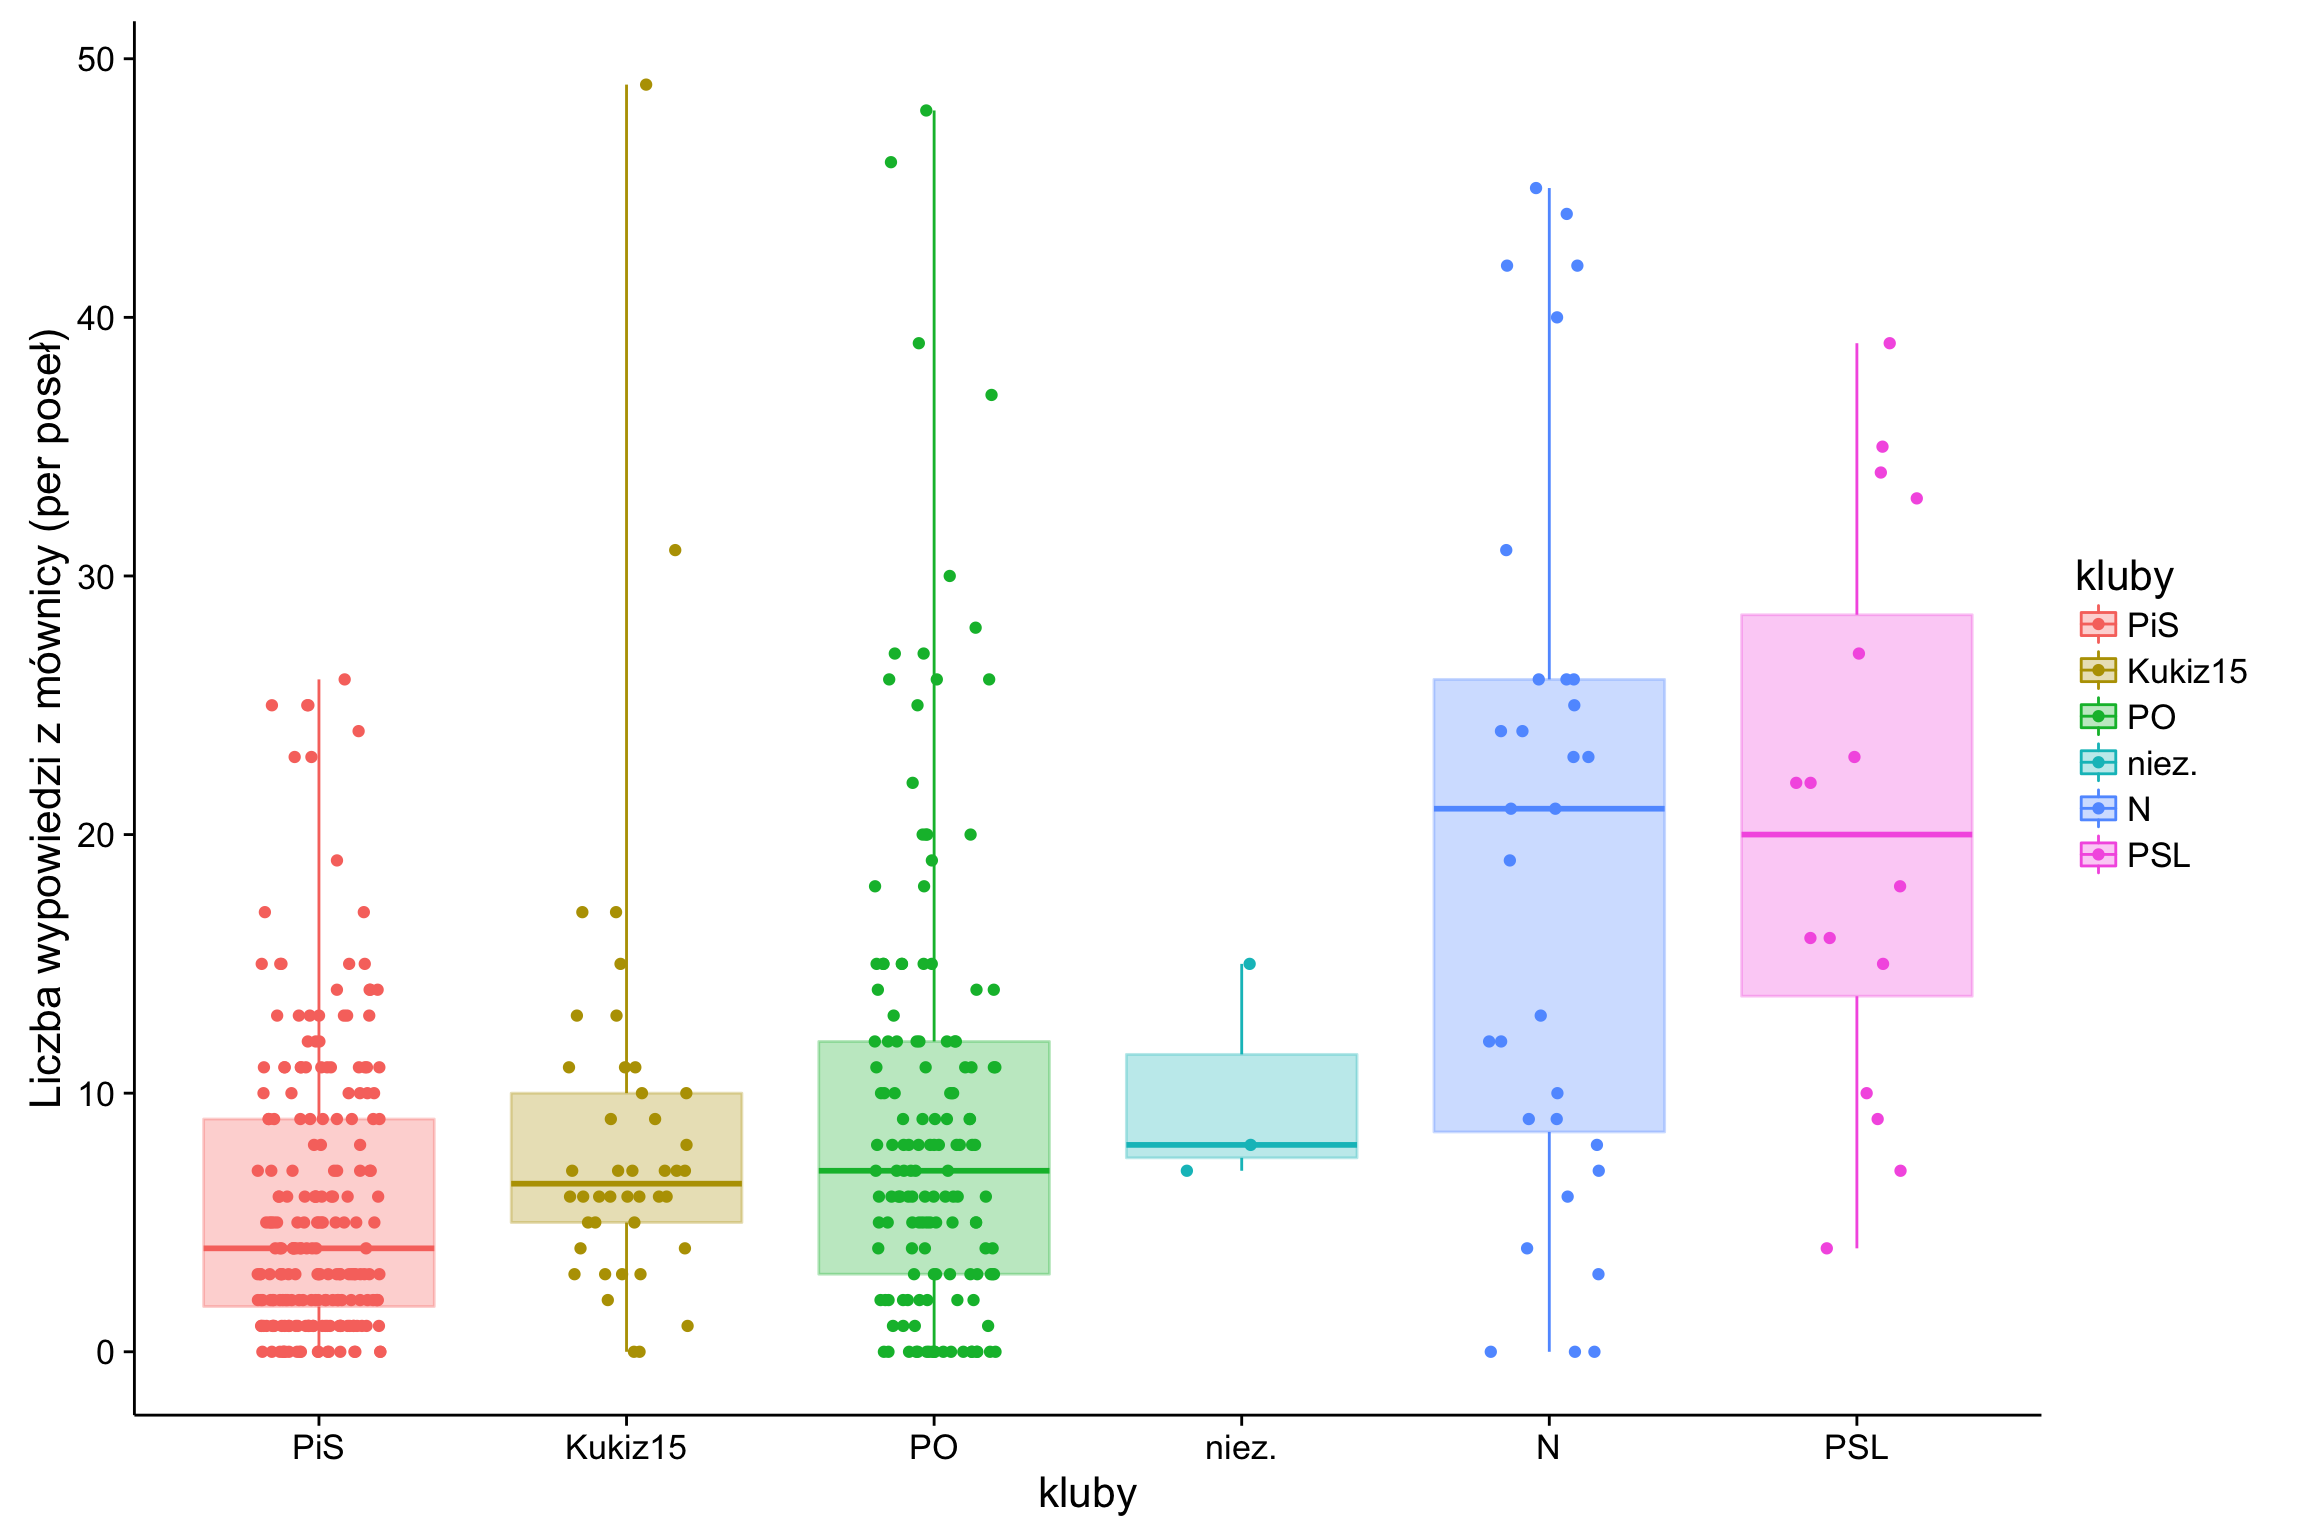 Liczba wypowiedzi z mównicy (per poseł)
50
40
30
20
10
0
PiS
Kukiz15
PO
niez.
N
PSL
kluby
kluby
PiS
Kukiz15
PO
niez.
N
PSL